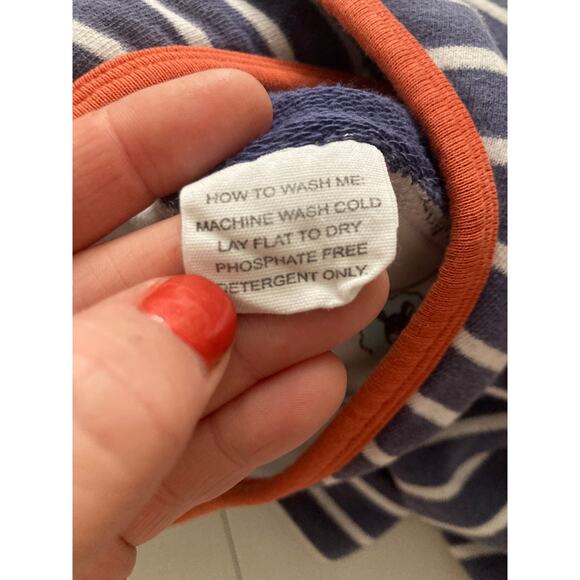 HOW TO WASH ME:
MACHINE WASH COLD
LAY FLAT TO DRY
PHOSPHATE FREE
DETERGENT ONLY.